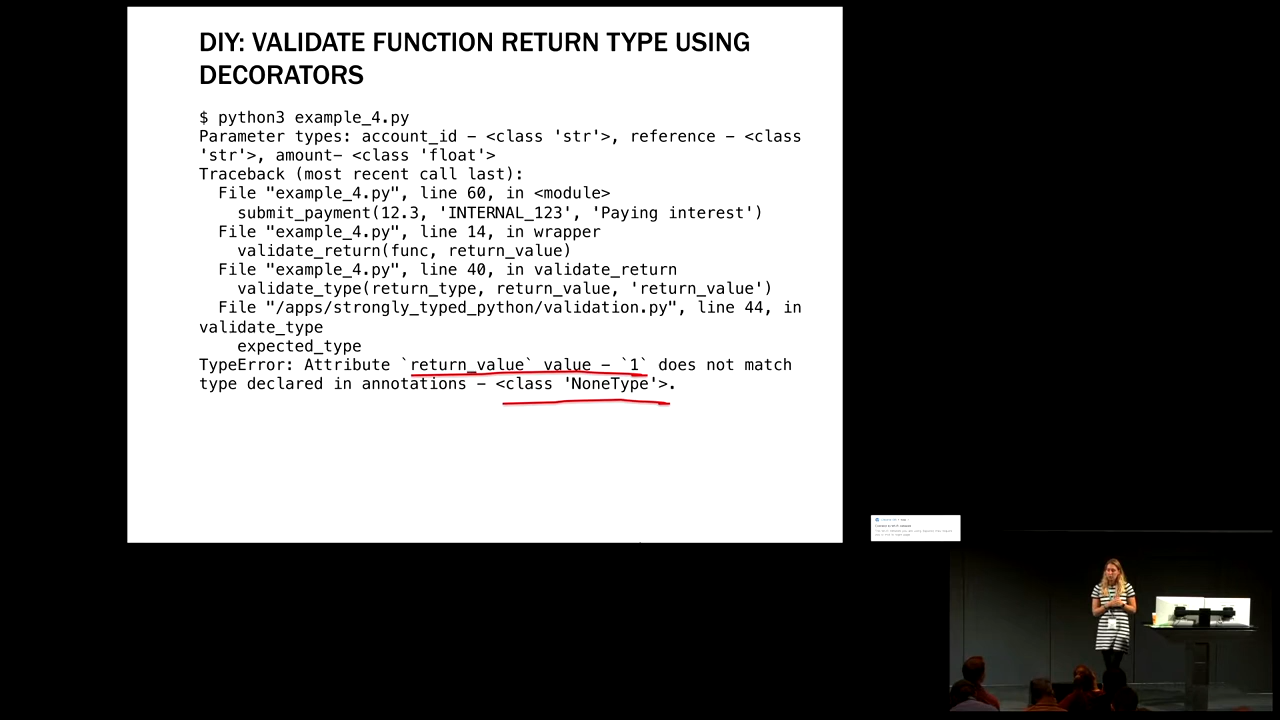 DIY: VALIDATE FUNCTION RETURN TYPE USING
DECORATORS
$ python3 example_4.py
Parameter types: account_id – <class 'str'>, reference – <class
'str'>, amount– <class 'float'>
Traceback (most recent call last):
  File "example_4.py", line 60, in <module>
    submit_payment(12.3, 'INTERNAL_123', 'Paying interest')
  File "example_4.py", line 14, in wrapper
    validate_return(func, return_value)
  File "example_4.py", line 40, in validate_return
    validate_type(return_type, return_value, 'return_value')
  File "/apps/strongly_typed_python/validation.py", line 44, in
validate_type
    expected_type
TypeError: Attribute `return_value` value – `1` does not match
type declared in annotations – <class 'NoneType'>.